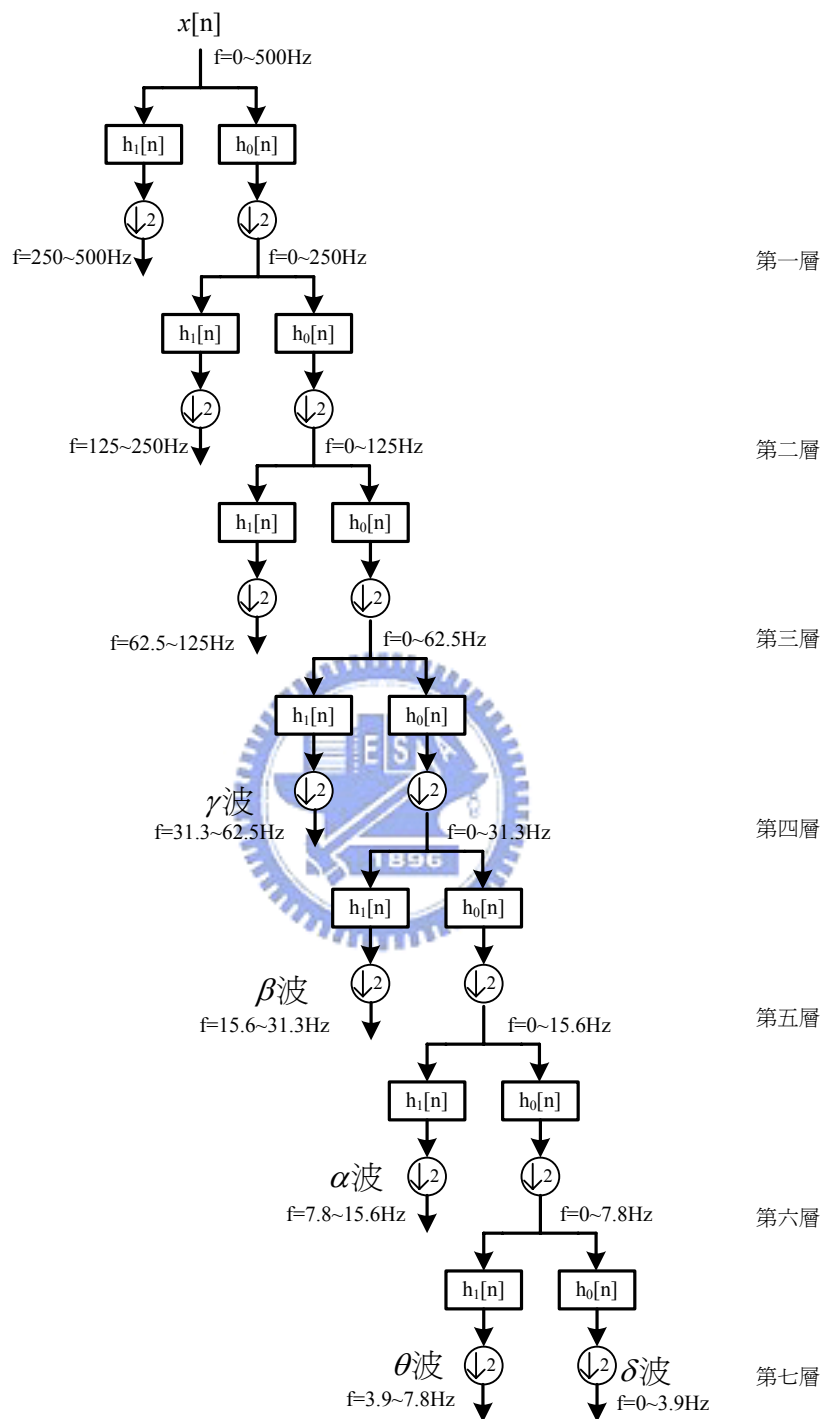 x[n]
f=0~500Hz
h₁[n] h₀[n]
↓2 ↓2
f=250~500Hz f=0~250Hz 第一層
h₁[n] h₀[n]
↓2 ↓2
f=125~250Hz f=0~125Hz 第二層
h₁[n] h₀[n]
↓2 ↓2
f=62.5~125Hz f=0~62.5Hz 第三層
h₁[n] h₀[n]
ES
γ波 ↓2 ↓2
f=31.3~62.5Hz f=0~31.3Hz 第四層
1896
h₁[n] h₀[n]
β波 ↓2 ↓2
f=15.6~31.3Hz f=0~15.6Hz 第五層
h₁[n] h₀[n]
α波 ↓2 ↓2
f=7.8~15.6Hz f=0~7.8Hz 第六層
h₁[n] h₀[n]
θ波 ↓2 ↓2 δ波 第七層
f=3.9~7.8Hz f=0~3.9Hz